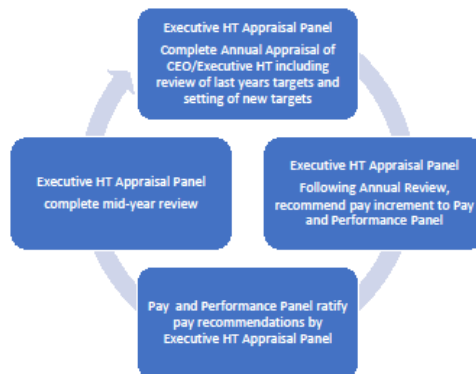 Executive HT Appraisal Panel
Complete Annual Appraisal of
CEO/Executive HT including
review of last years targets and
setting of new targets
Executive HT Appraisal Panel
Following Annual Review,
recommend pay increment to Pay
and Performance Panel
Pay and Performance Panel ratify
pay recommendations by
Executive HT Appraisal Panel
Executive HT Appraisal Panel
complete mid-year review